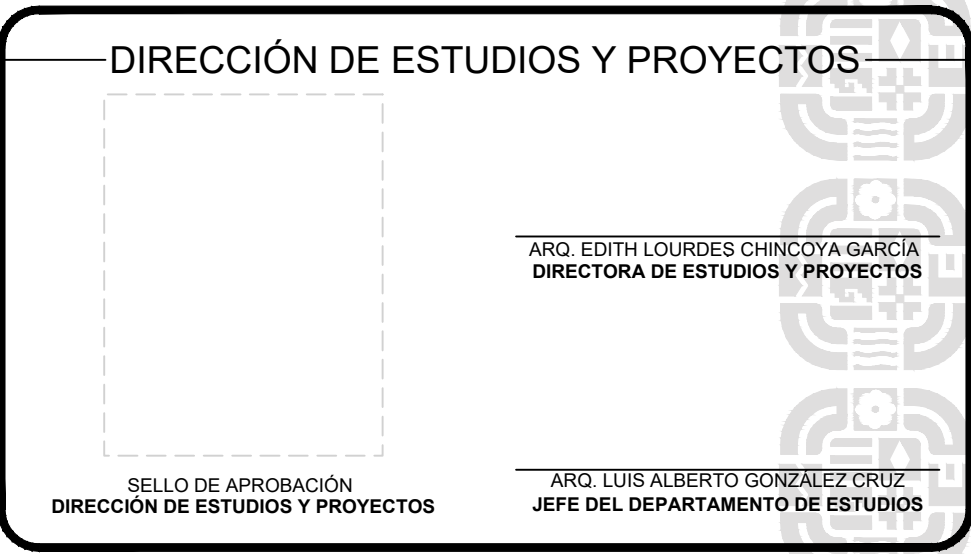 DIRECCIÓN DE ESTUDIOS Y PROYECTOS
ARQ. EDITH LOURDES CHINCOYA GARCÍA
DIRECTORA DE ESTUDIOS Y PROYECTOS
SELLO DE APROBACIÓN
DIRECCIÓN DE ESTUDIOS Y PROYECTOS
ARQ. LUIS ALBERTO GONZÁLEZ CRUZ
JEFE DEL DEPARTAMENTO DE ESTUDIOS